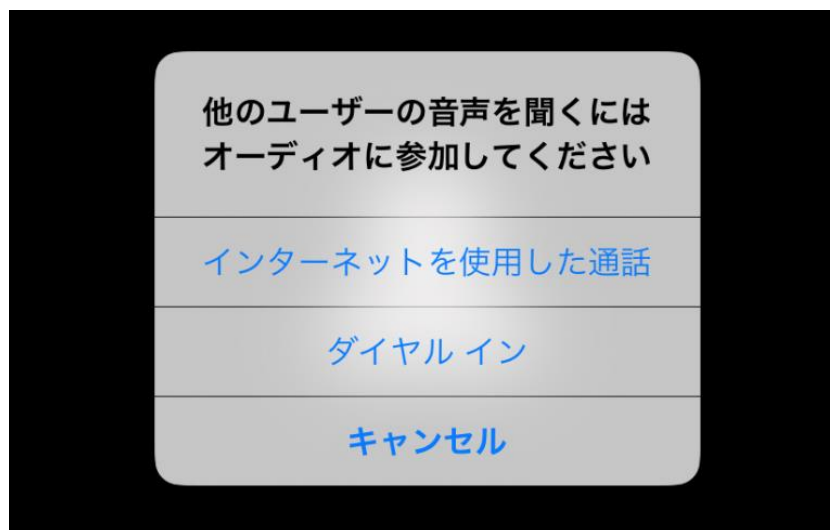 他のユーザーの音声を聞くには
オーディオに参加してください
インターネットを使用した通話
ダイヤル イン
キャンセル